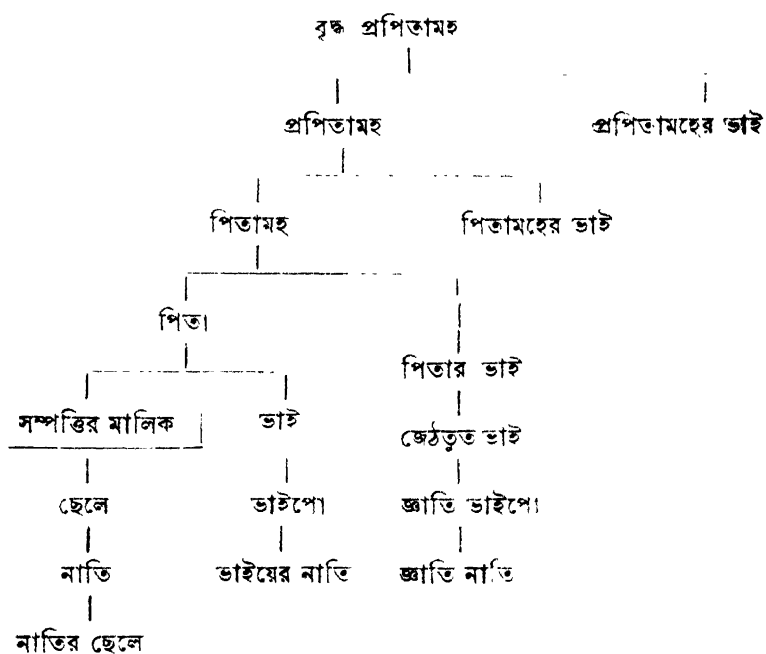 বৃদ্ধ প্রপিতামহ
প্রপিতামহ প্রপিতামহের ভাই
পিতামহ পিতামহের ভাই
পিতা
পিতার ভাই
সম্পত্তির মালিক ভাই
জেঠতুত ভাই
ছেলে ভাইপো জ্ঞাতি ভাইপো
নাতি ভাইয়ের নাতি জ্ঞাতি নাতি
নাতির ছেলে